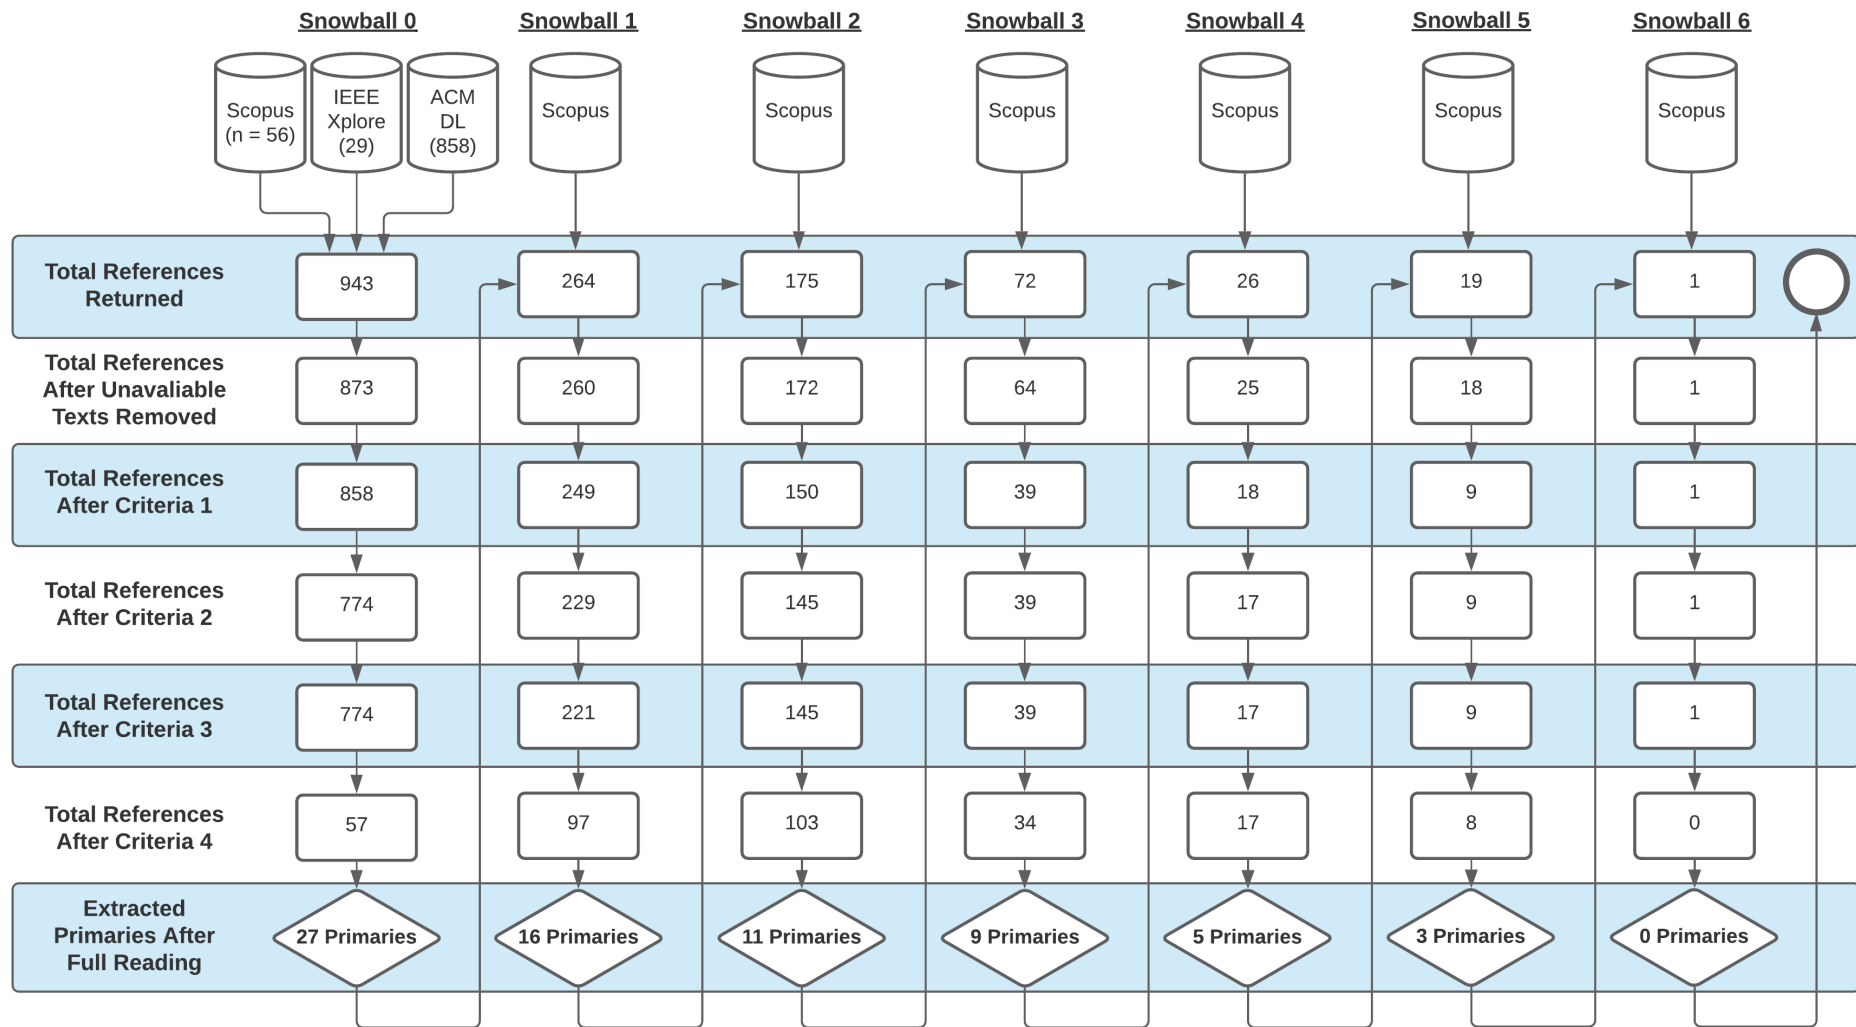 Snowball 0
Snowball 1
Snowball 2
Snowball 3
Snowball 4
Snowball 5
Snowball 6
Scopus
(n = 56)
IEEE
Xplore
(29)
ACM
DL
(858)
Scopus
Scopus
Scopus
Scopus
Scopus
Scopus
Total References
Returned
943
264
175
72
26
19
1
Total References
After Unavaliable
Texts Removed
873
260
172
64
25
18
1
Total References
After Criteria 1
858
249
150
39
18
9
1
Total References
After Criteria 2
774
229
145
39
17
9
1
Total References
After Criteria 3
774
221
145
39
17
9
1
Total References
After Criteria 4
57
97
103
34
17
8
0
Extracted
Primaries After
Full Reading
27 Primaries
16 Primaries
11 Primaries
9 Primaries
5 Primaries
3 Primaries
0 Primaries